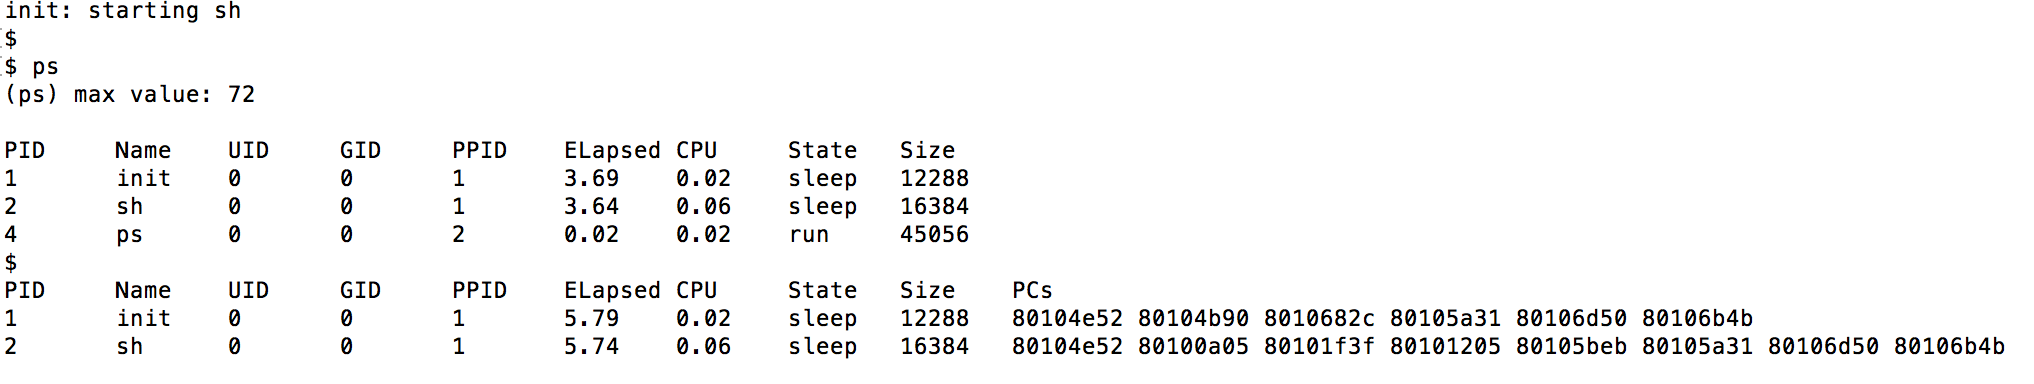 init: starting sh
$
$ ps
(ps) max value: 72
PID Name UID GID PPID ELapsed CPU State Size
1 init 0 0 1 3.69 0.02 sleep 12288
2 sh 0 0 1 3.64 0.06 sleep 16384
4 ps 0 0 2 0.02 0.02 run 45056
$
PID Name UID GID PPID ELapsed CPU State Size PCs
1 init 0 0 1 5.79 0.02 sleep 12288 80104e52 80104b90 8010682c 80105a31 80106d50 80106b4b
2 sh 0 0 1 5.74 0.06 sleep 16384 80104e52 80100a05 80101f3f 80101205 80105beb 80105a31 80106d50 80106b4b